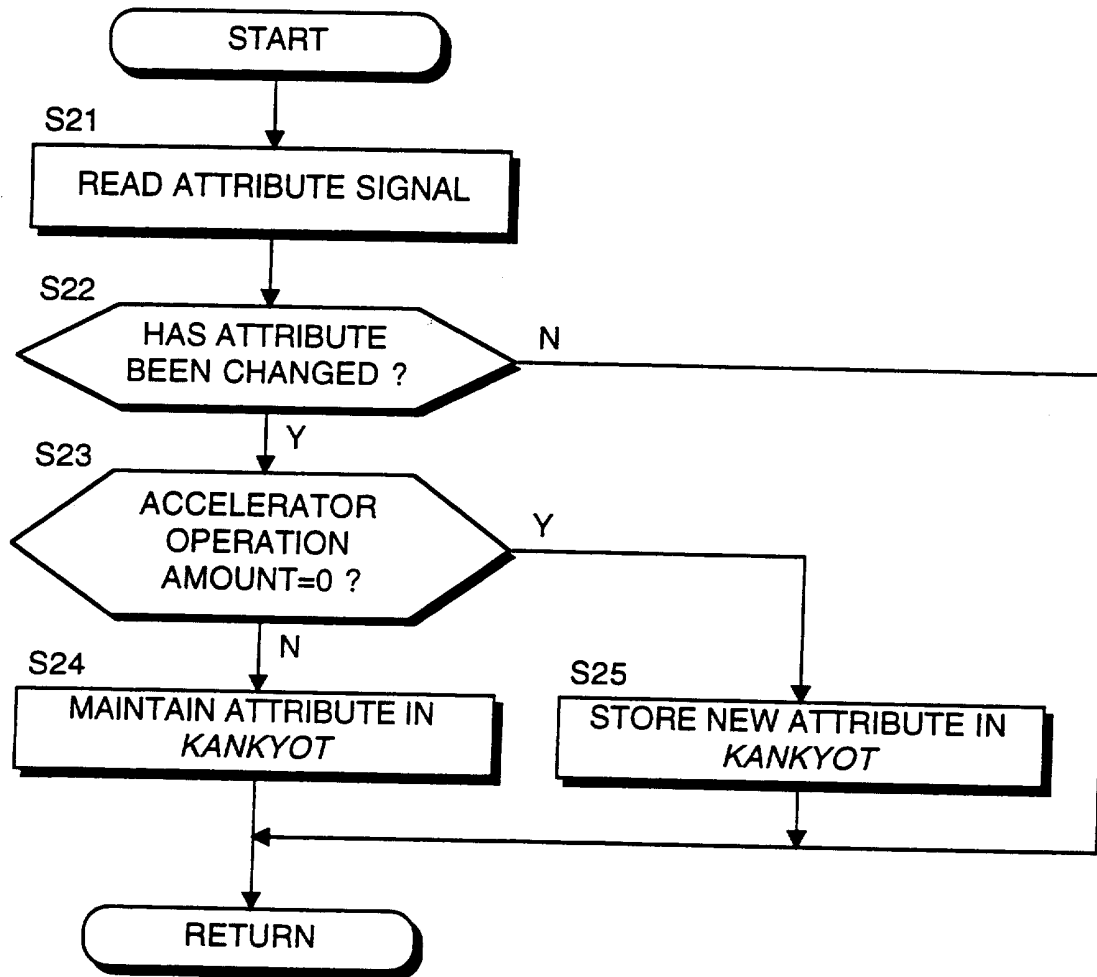 START
S21
READ ATTRIBUTE SIGNAL
S22
HAS ATTRIBUTE
BEEN CHANGED ?
N
Y
S23
ACCELERATOR
OPERATION
AMOUNT=0 ?
Y
N
S24
MAINTAIN ATTRIBUTE IN
KANKYOT
S25
STORE NEW ATTRIBUTE IN
KANKYOT
RETURN